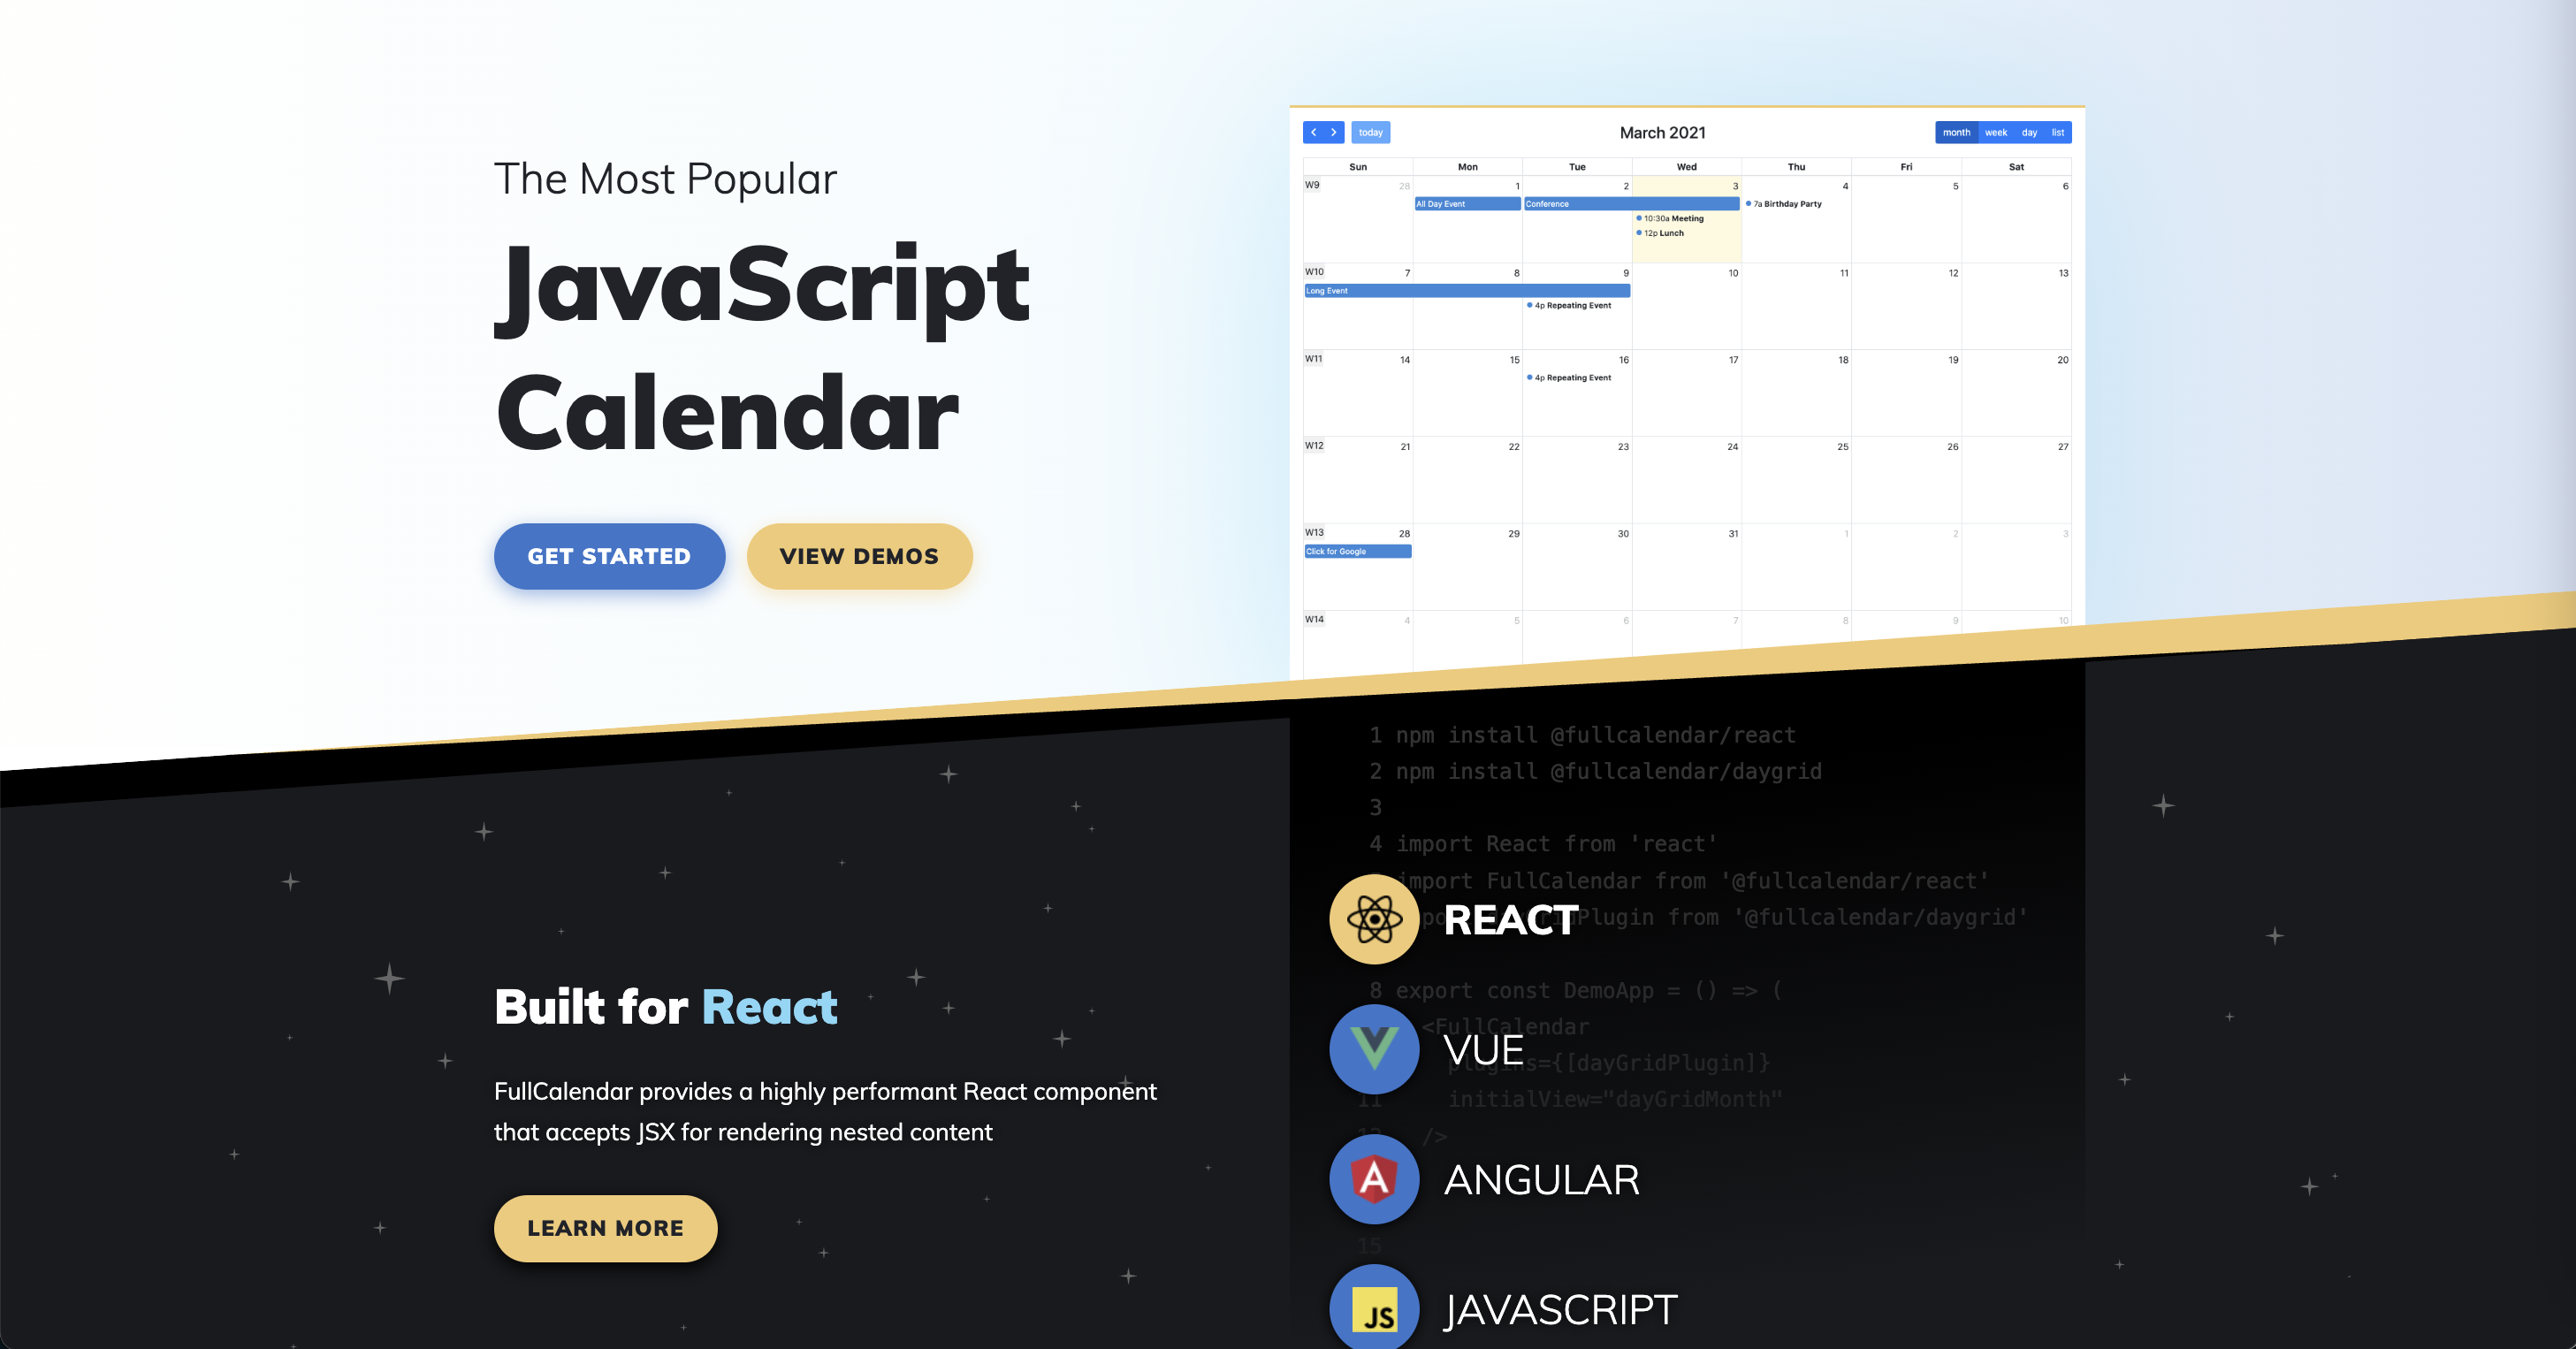 The Most Popular
JavaScript
Calendar
GET STARTED
VIEW DEMOS
today
March 2021
month week day list
Sun Mon Tue Wed Thu Fri Sat
W9 28 1 2 3 4 5 6
All Day Event Conference 7a Birthday Party
10:30a Meeting
12p Lunch
W10 7 8 9 10 11 12 13
Long Event
4p Repeating Event
W11 14 15 16 17 18 19 20
4p Repeating Event
W12 21 22 23 24 25 26 27
W13 28 29 30 31 1 2 3
Click for Google
W14 4 5 6 7 8 9 10
Built for React
FullCalendar provides a highly performant React component
that accepts JSX for rendering nested content
LEARN MORE
1 npm install @fullcalendar/react
2 npm install @fullcalendar/daygrid
3
4 import React from 'react'
import FullCalendar from '@fullcalendar/react'
from '@fullcalendar/daygrid'
REACT
8 export const DemoApp = () => (
<FullCalendar
VUE
plugins={[dayGridPlugin]}
11 initialView="dayGridMonth"
/>
A
ANGULAR
15
JS
JAVASCRIPT